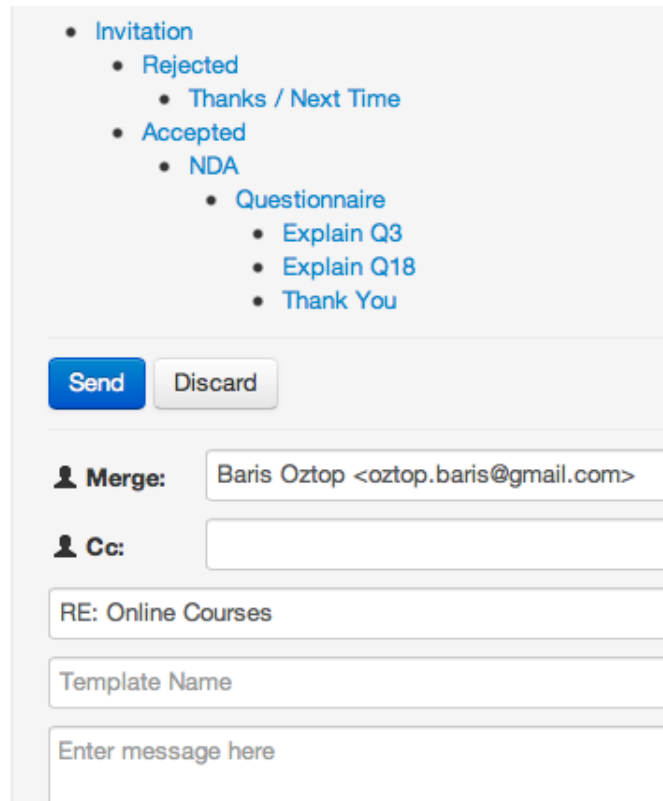 Invitation
Rejected
Thanks / Next Time
Accepted
NDA
Questionnaire
Explain Q3
Explain Q18
Thank You
Send Discard
Merge: Baris Oztop <oztop.baris@gmail.com>
Cc:
RE: Online Courses
Template Name
Enter message here